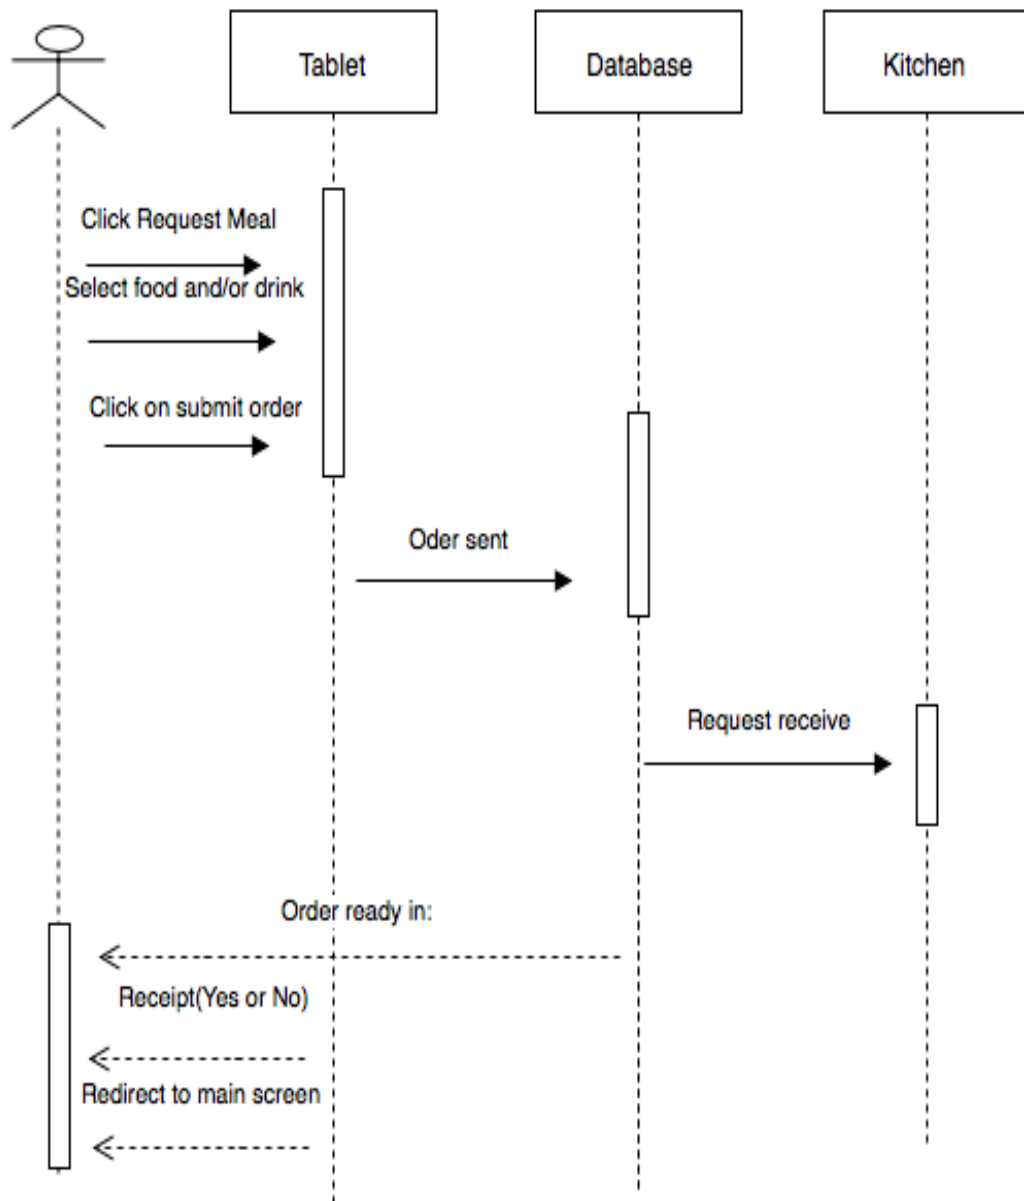 Tablet
Database
Kitchen
Click Request Meal
Select food and/or drink
Click on submit order
Oder sent
Request receive
Order ready in:
Receipt(Yes or No)
Redirect to main screen